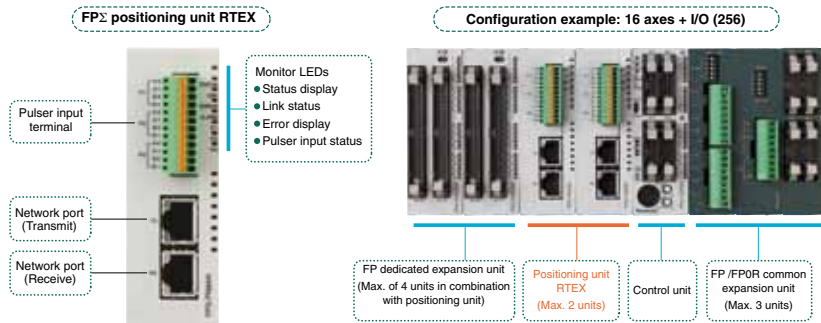 FPΣ positioning unit RTEX
Configuration example: 16 axes + I/O (256)
Pulser input
terminal
Monitor LEDs
● Status display
● Link status
● Error display
● Pulser input status
Network port
(Transmit)
Network port
(Receive)
FP dedicated expansion unit
(Max. of 4 units in combination
with positioning unit)
Positioning unit
RTEX
(Max. 2 units)
Control unit
FP /FP0R common
expansion unit
(Max. 3 units)